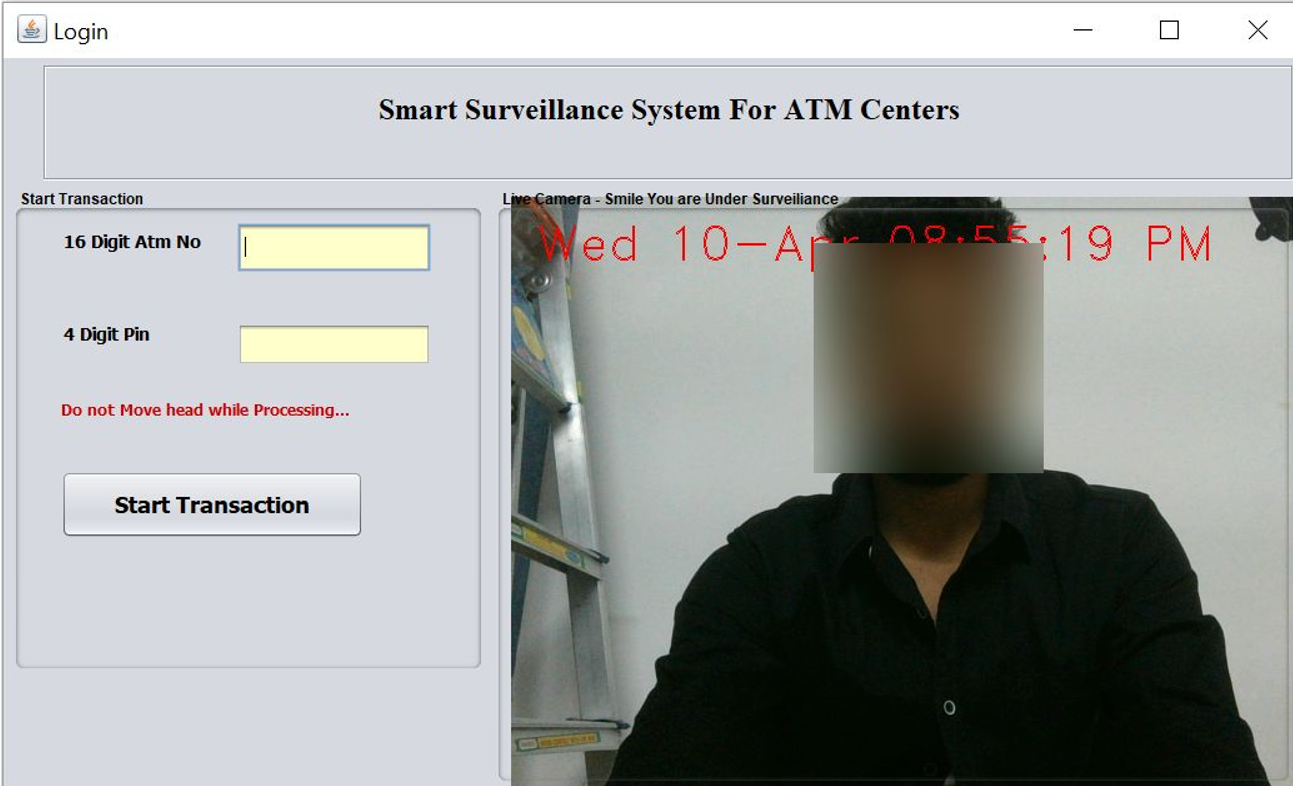 Login
Smart Surveillance System For ATM Centers
Start Transaction
16 Digit Atm No
4 Digit Pin
Do not Move head while Processing...
Start Transaction
Live Camera - Smile You are Under Surveiliance
Wed 10-Apr 08:55:19 PM